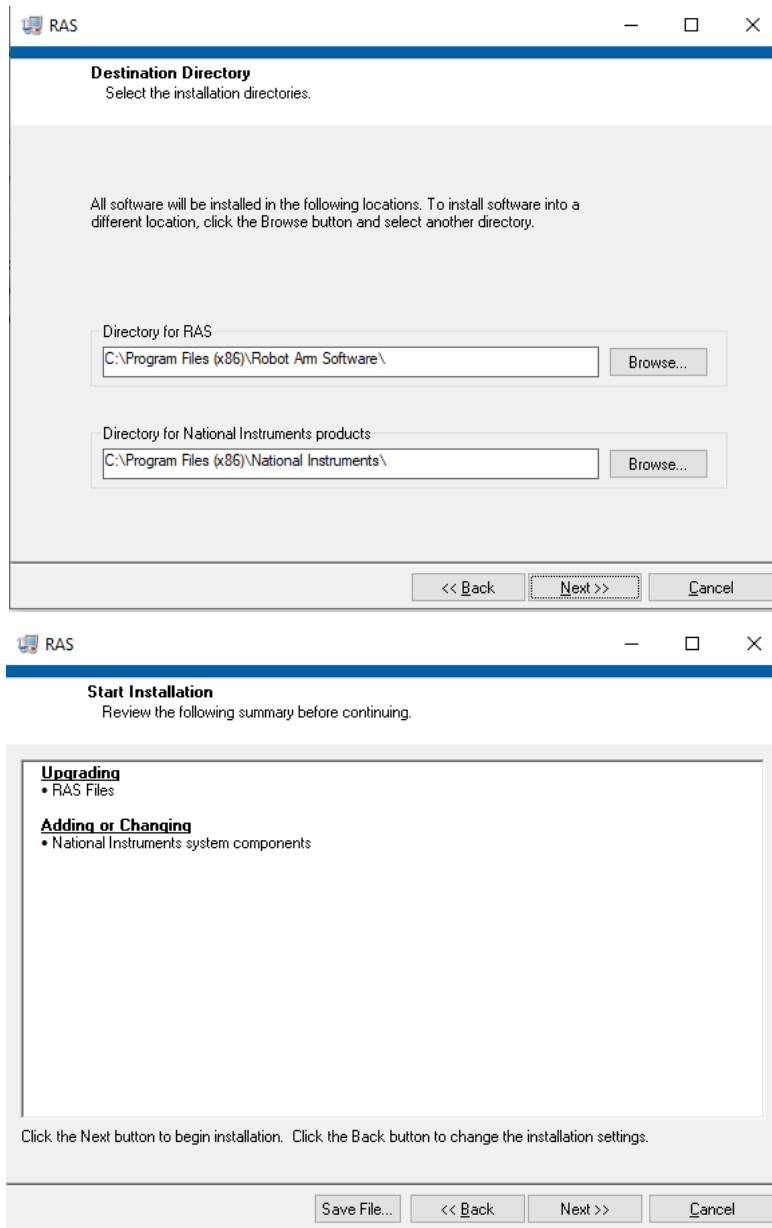 RAS
Destination Directory
Select the installation directories.
All software will be installed in the following locations. To install software into a
different location, click the Browse button and select another directory.
Directory for RAS
C:\Program Files (x86)\Robot Arm Software\
Browse...
Directory for National Instruments products
C:\Program Files (x86)\National Instruments\
Browse...
<< Back Next >> Cancel
RAS
Start Installation
Review the following summary before continuing.
Upgrading
• RAS Files
Adding or Changing
• National Instruments system components
Click the Next button to begin installation.  Click the Back button to change the installation settings.
Save File... << Back Next >> Cancel